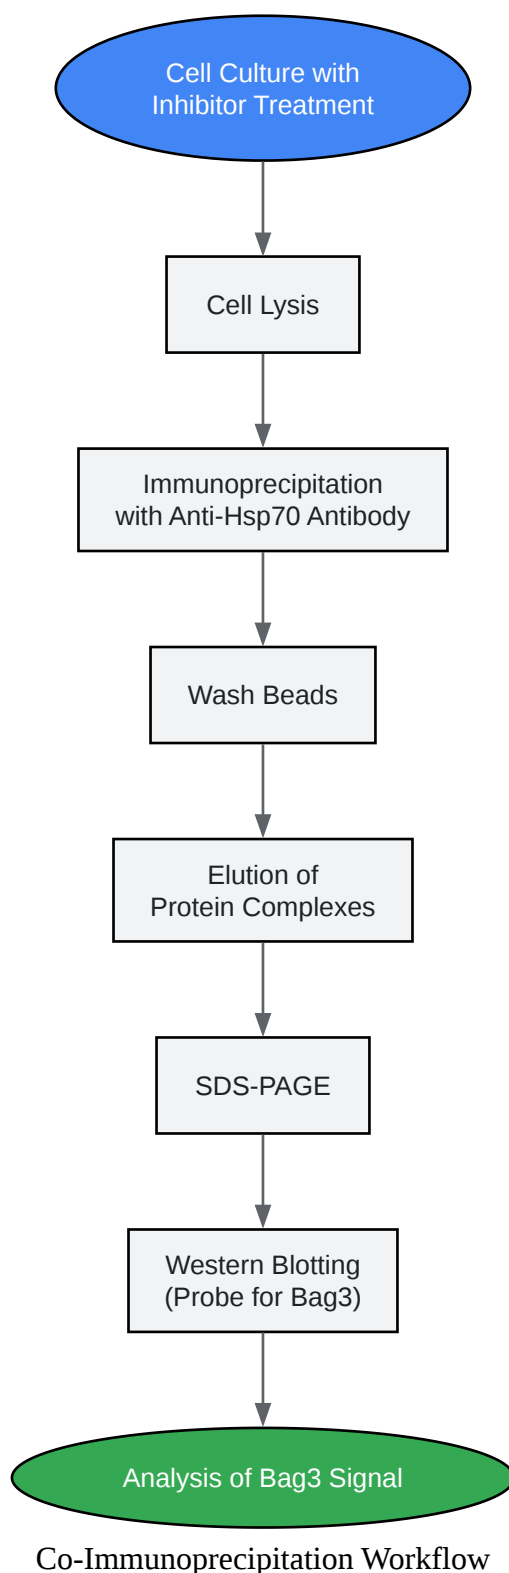 Cell Culture with
Inhibitor Treatment
Cell Lysis
Immunoprecipitation
with Anti-Hsp70 Antibody
Wash Beads
Elution of
Protein Complexes
SDS-PAGE
Western Blotting
(Probe for Bag3)
Analysis of Bag3 Signal
Co-Immunoprecipitation Workflow